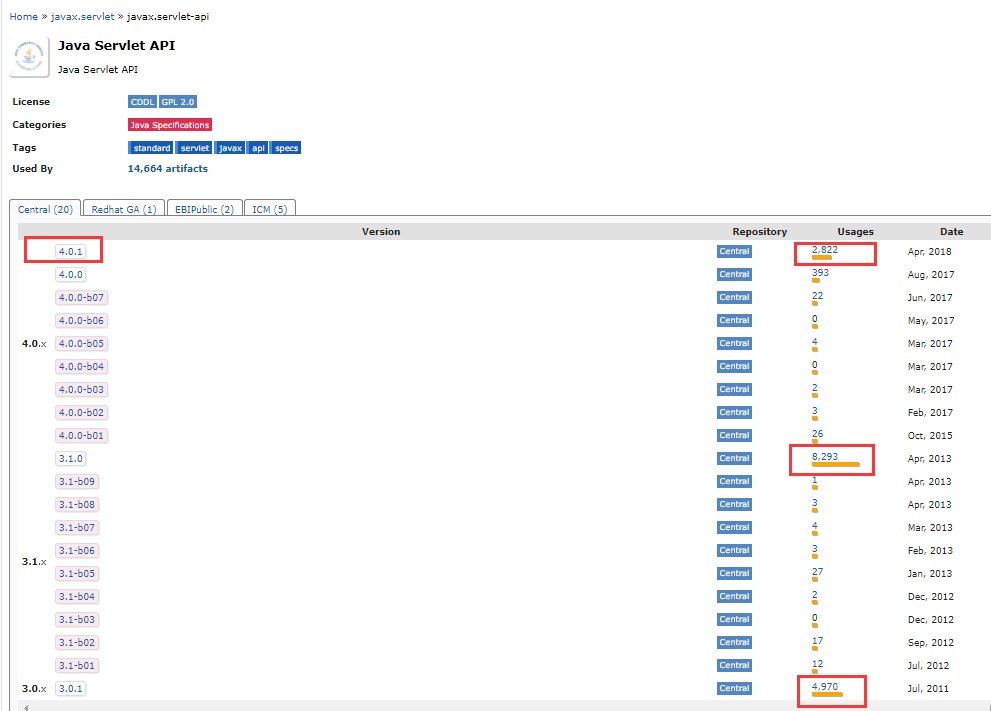 Home » javax.servlet » javax.servlet-api
Java Servlet API
Java Servlet API
License CDDL GPL 2.0
Categories Java Specifications
Tags standard servlet javax api specs
Used By 14,664 artifacts
Central (20) Redhat GA (1) EBIPublic (2) ICM (5)
Version Repository Usages Date
4.0.1 Central 2,822 Apr, 2018
4.0.0 Central 393 Aug, 2017
4.0.0-b07 Central 22 Jun, 2017
4.0.0-b06 Central 0 May, 2017
4.0.x 4.0.0-b05 Central 4 Mar, 2017
4.0.0-b04 Central 0 Mar, 2017
4.0.0-b03 Central 2 Mar, 2017
4.0.0-b02 Central 3 Feb, 2017
4.0.0-b01 Central 26 Oct, 2015
3.1.0 Central 8,293 Apr, 2013
3.1-b09 Central 1 Apr, 2013
3.1-b08 Central 3 Apr, 2013
3.1-b07 Central 4 Mar, 2013
3.1-b06 Central 3 Feb, 2013
3.1.x
3.1-b05 Central 27 Jan, 2013
3.1-b04 Central 2 Dec, 2012
3.1-b03 Central 0 Dec, 2012
3.1-b02 Central 17 Sep, 2012
3.1-b01 Central 12 Jul, 2012
3.0.x 3.0.1 Central 4,970 Jul, 2011